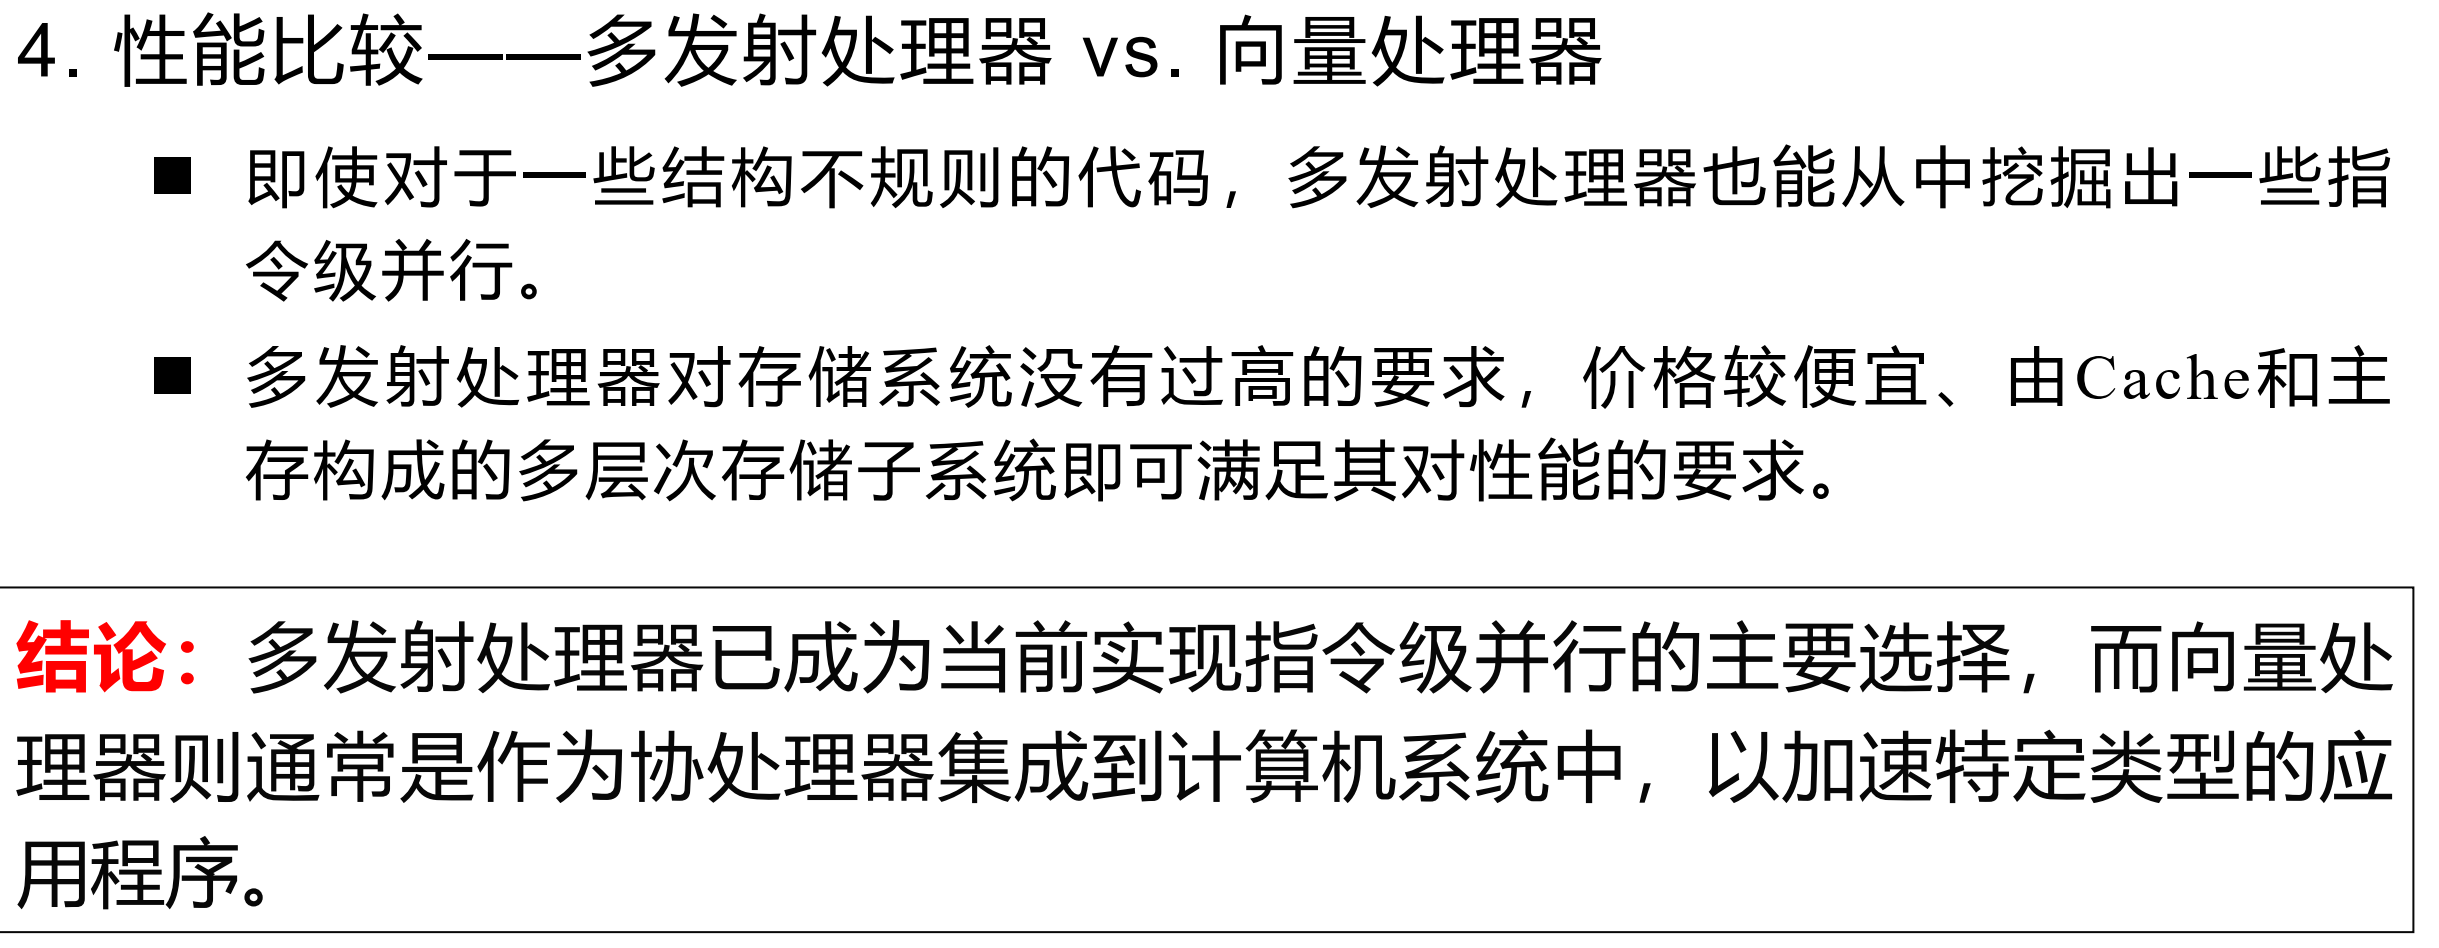 4. 性能比较——多发射处理器 vs. 向量处理器
■ 即使对于一些结构不规则的代码，多发射处理器也能从中挖掘出一些指
令级并行。
■ 多发射处理器对存储系统没有过高的要求，价格较便宜、由Cache和主
存构成的多层次存储子系统即可满足其对性能的要求。
结论：多发射处理器已成为当前实现指令级并行的主要选择，而向量处
理器则通常是作为协处理器集成到计算机系统中，以加速特定类型的应
用程序。